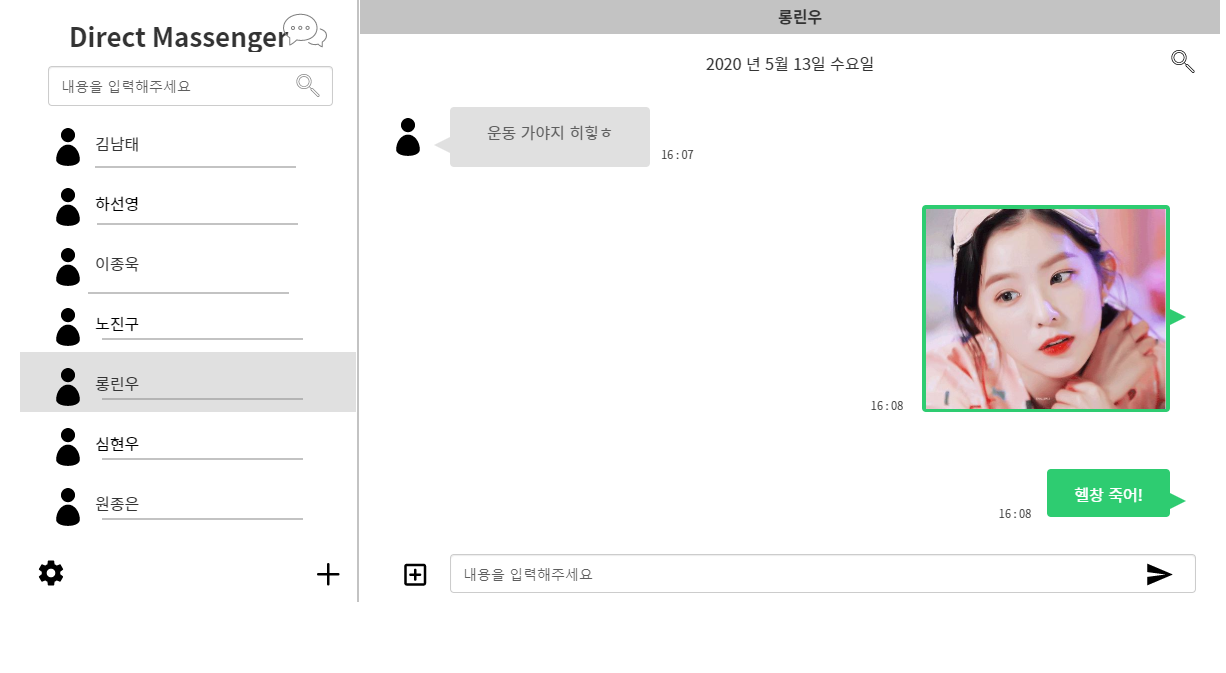 Direct Massenger
내용을 입력해주세요
김남태
하선영
이종욱
노진구
롱린우
심현우
원종은
롱린우
2020 년 5월 13일 수요일
운동 가야지 히힣ㅎ
16:07
16:08
헬창 죽어!
16:08
내용을 입력해주세요